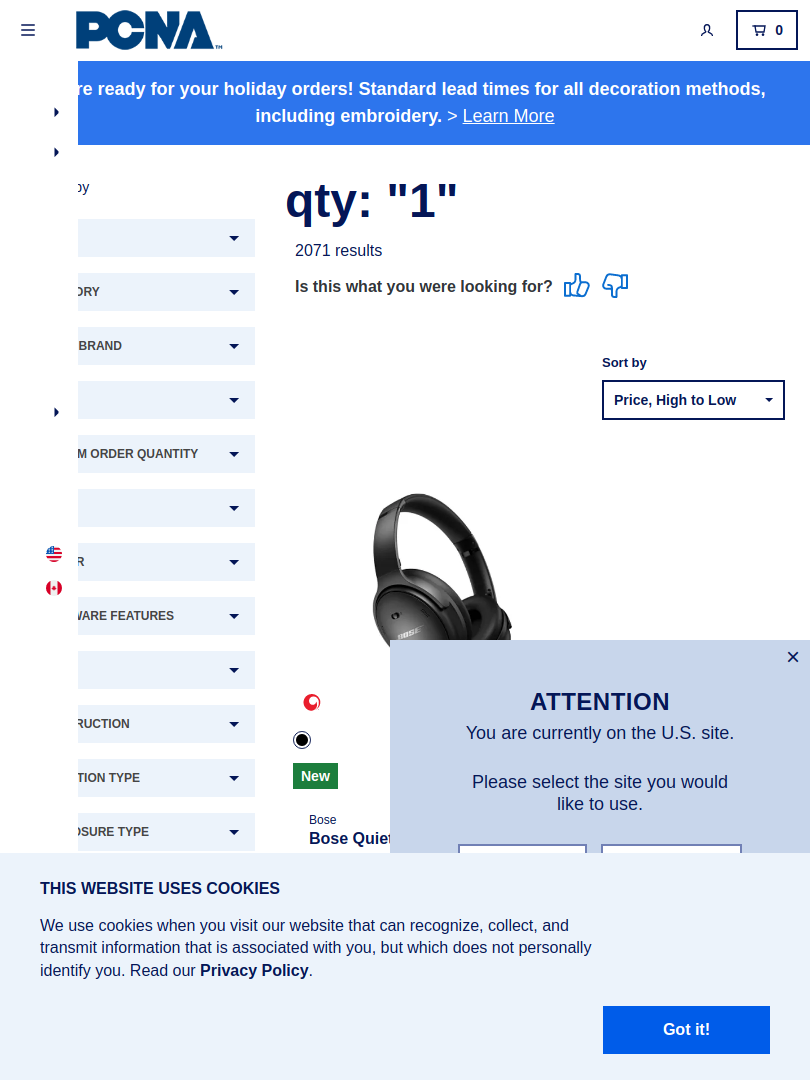 PCNA
0
re ready for your holiday orders! Standard lead times for all decoration methods,
including embroidery. > Learn More
by
qty: "1"
2071 results
Is this what you were looking for?
ORY
BRAND
M ORDER QUANTITY
R
WARE FEATURES
RUCTION
TION TYPE
OSURE TYPE
Sort by
Price, High to Low
BOSE
New
Bose
Bose Quiet
×
ATTENTION
You are currently on the U.S. site.
Please select the site you would
like to use.
THIS WEBSITE USES COOKIES
We use cookies when you visit our website that can recognize, collect, and
transmit information that is associated with you, but which does not personally
identify you. Read our Privacy Policy.
Got it!